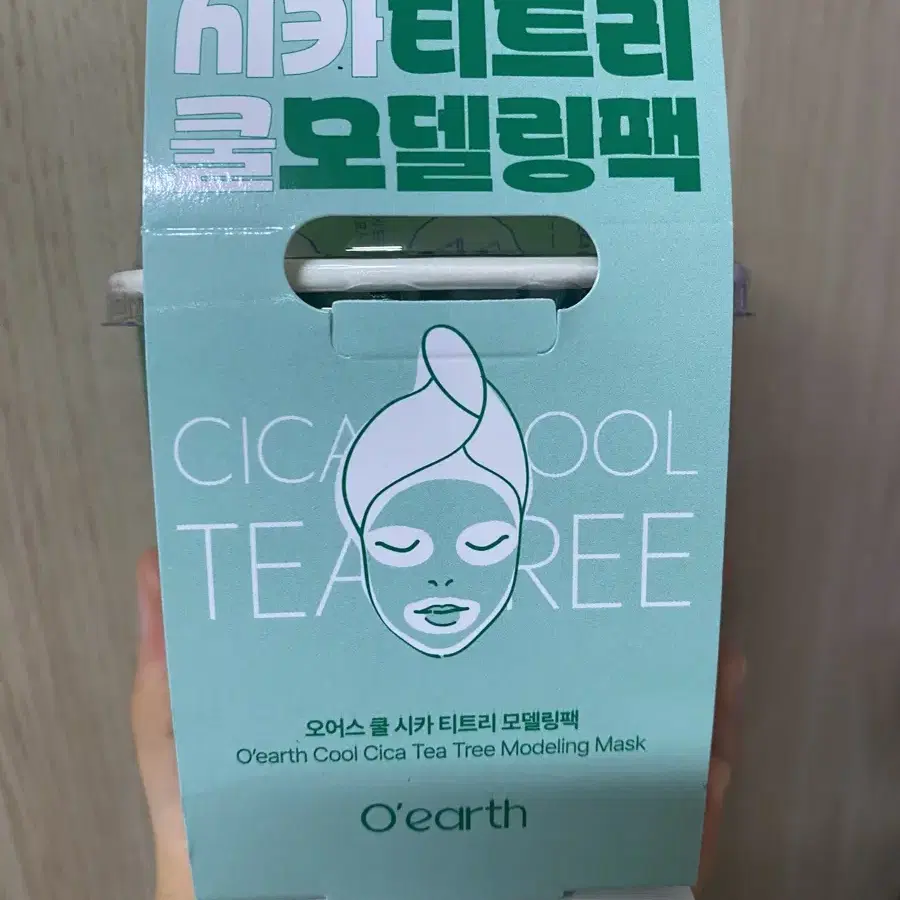 시카티트리
쿨모델링팩
CICA COOL
TEA TREE
오어스 쿨 시카 티트리 모델링팩
O'earth Cool Cica Tea Tree Modeling Mask
O'earth